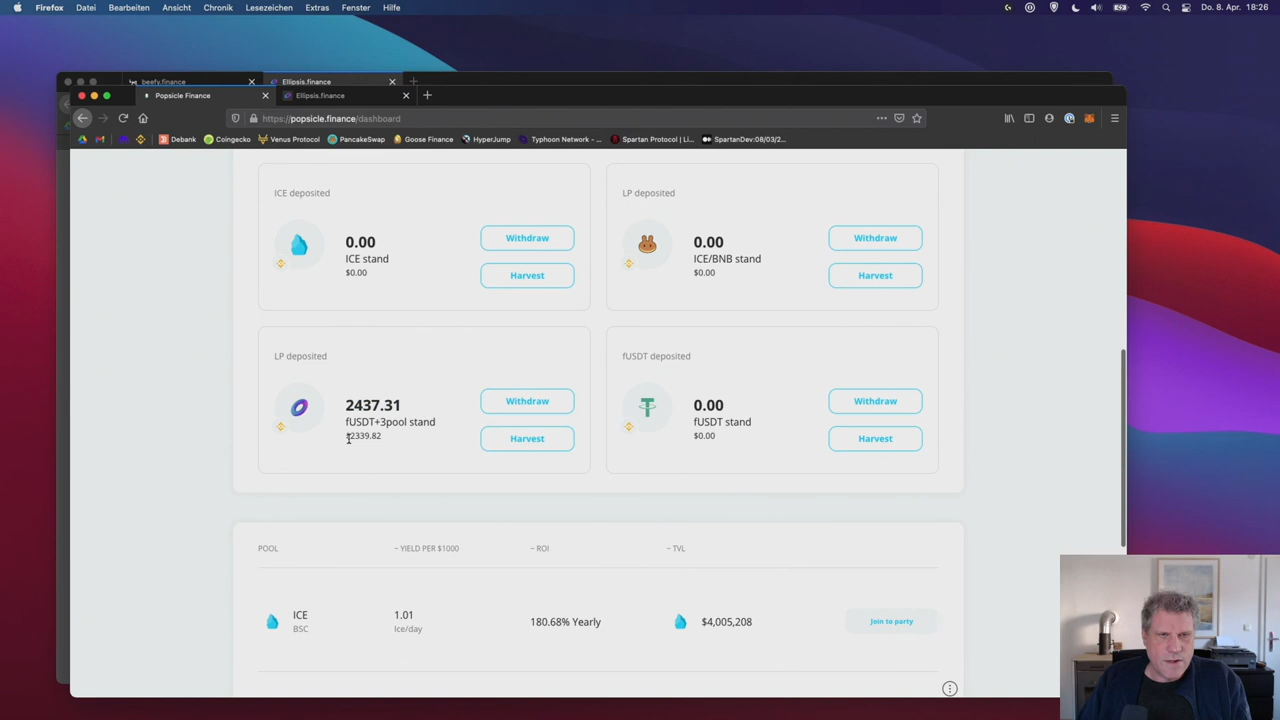 Firefox Datei Bearbeiten Ansicht Chronik Lesezeichen Extras Fenster Hilfe Do. 8. Apr. 18:26
beefy.finance Ellipsis.finance
Popsicle Finance Ellipsis.finance
https://popsicle.finance/dashboard
Debank Coingecko Venus Protocol PancakeSwap Goose Finance HyperJump Typhoon Network -... Spartan Protocol | Li... SpartanDev:08/03/2...
ICE deposited
0.00
ICE stand
$0.00
Withdraw
Harvest
LP deposited
0.00
ICE/BNB stand
$0.00
Withdraw
Harvest
LP deposited
2437.31
fUSDT+3pool stand
$2339.82
Withdraw
Harvest
fUSDT deposited
0.00
fUSDT stand
$0.00
Withdraw
Harvest
POOL ~ YIELD PER $1000 ~ ROI ~ TVL
ICE
BSC
1.01
Ice/day
180.68% Yearly
$4,005,208
Join to party